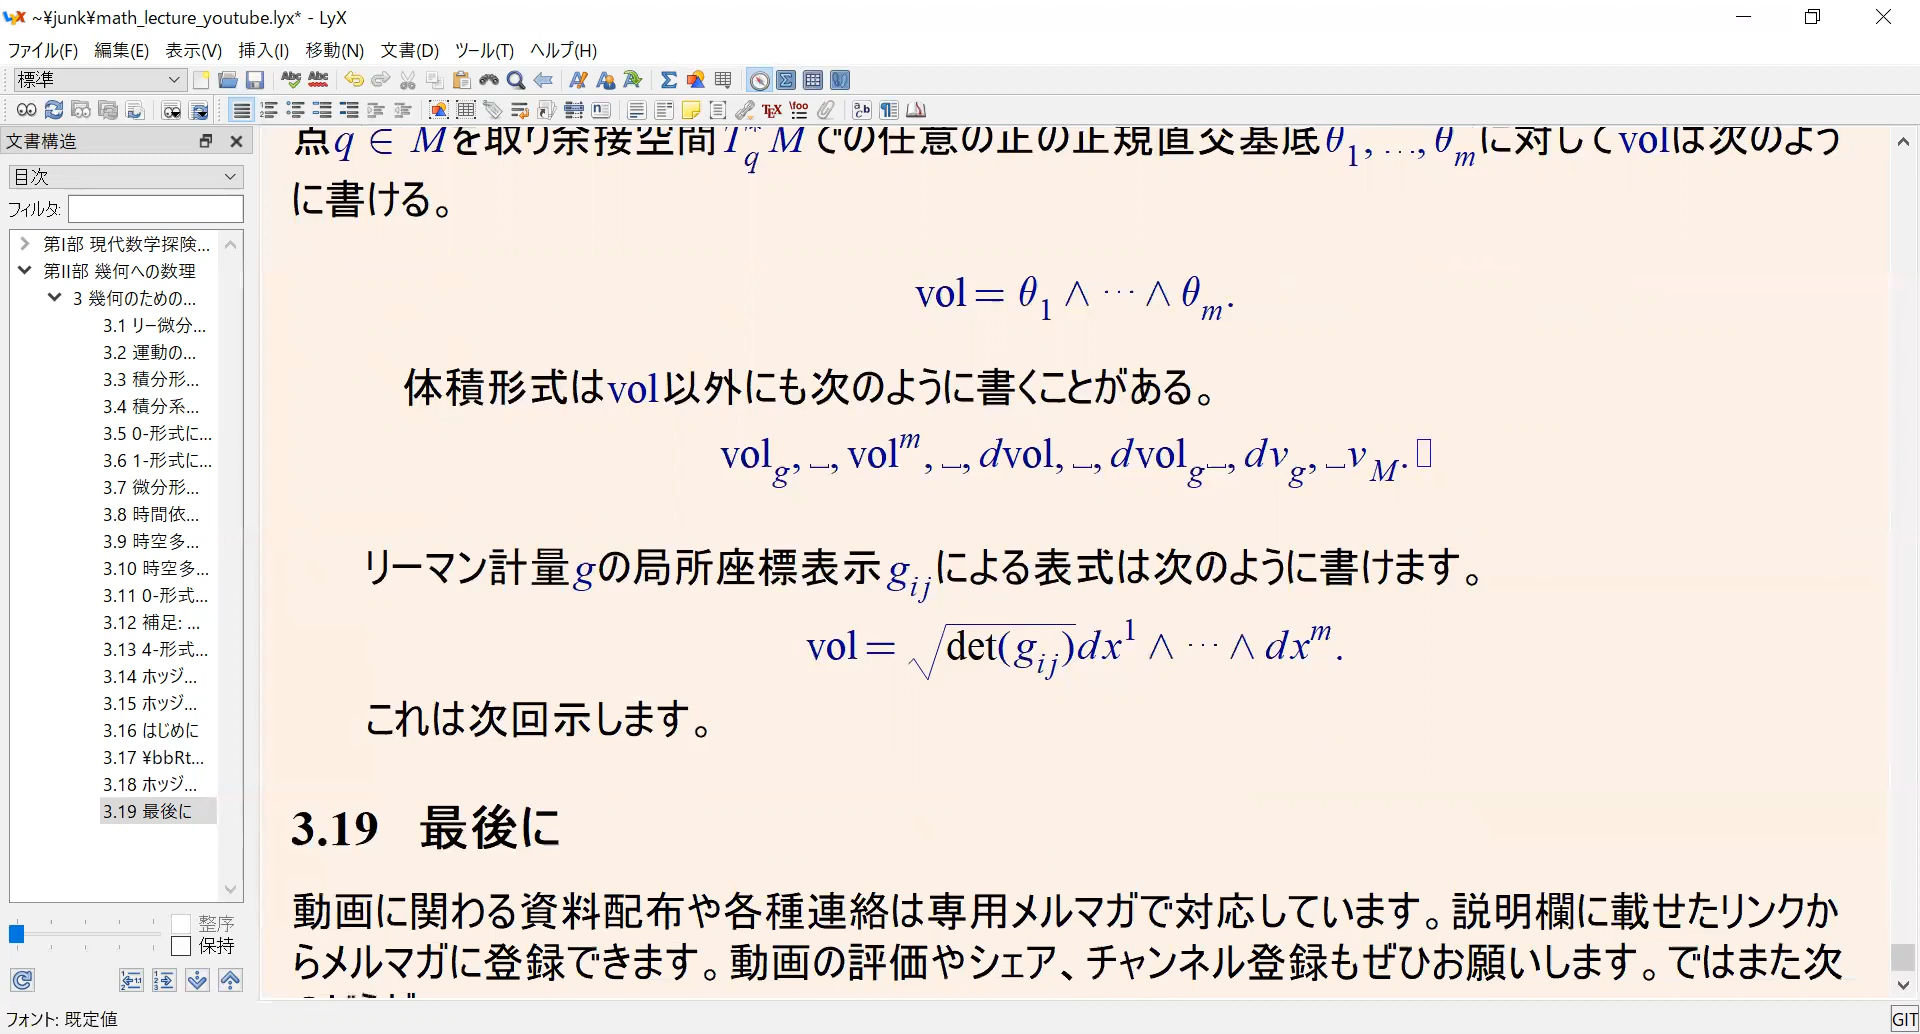 ~¥junk¥math_lecture_youtube.lyx* - LyX
ファイル(F) 編集(E) 表示(V) 挿入(I) 移動(N) 文書(D) ツール(T) ヘルプ(H)
標準
文書構造
目次
フィルタ:
第I部 現代数学探険...
第II部 幾何への数理
3 幾何のための...
3.1 リー微分...
3.2 運動の...
3.3 積分形...
3.4 積分系...
3.5 0-形式に...
3.6 1-形式に...
3.7 微分形...
3.8 時間依...
3.9 時空多...
3.10 時空多...
3.11 0-形式...
3.12 補足: ...
3.13 4-形式...
3.14 ホッジ...
3.15 ホッジ...
3.16 はじめに
3.17 ¥bbRt...
3.18 ホッジ...
3.19 最後に
整序
保持
点q ∈ Mを取り余接空間T*_q Mでの任意の正の正規直交基底θ_1, …, θ_mに対してvolは次のよう
に書ける。
vol = θ_1 ∧ ⋯ ∧ θ_m.
体積形式はvol以外にも次のように書くことがある。
vol_g, ␣, vol^m, ␣, dvol, ␣, dvol_g␣, dv_g, ␣v_M. □
リーマン計量gの局所座標表示g_ijによる表式は次のように書けます。
vol = √det(g_ij) dx^1 ∧ ⋯ ∧ dx^m.
これは次回示します。
3.19 最後に
動画に関わる資料配布や各種連絡は専用メルマガで対応しています。説明欄に載せたリンクか
らメルマガに登録できます。動画の評価やシェア、チャンネル登録もぜひお願いします。ではまた次
フォント: 既定値
GIT